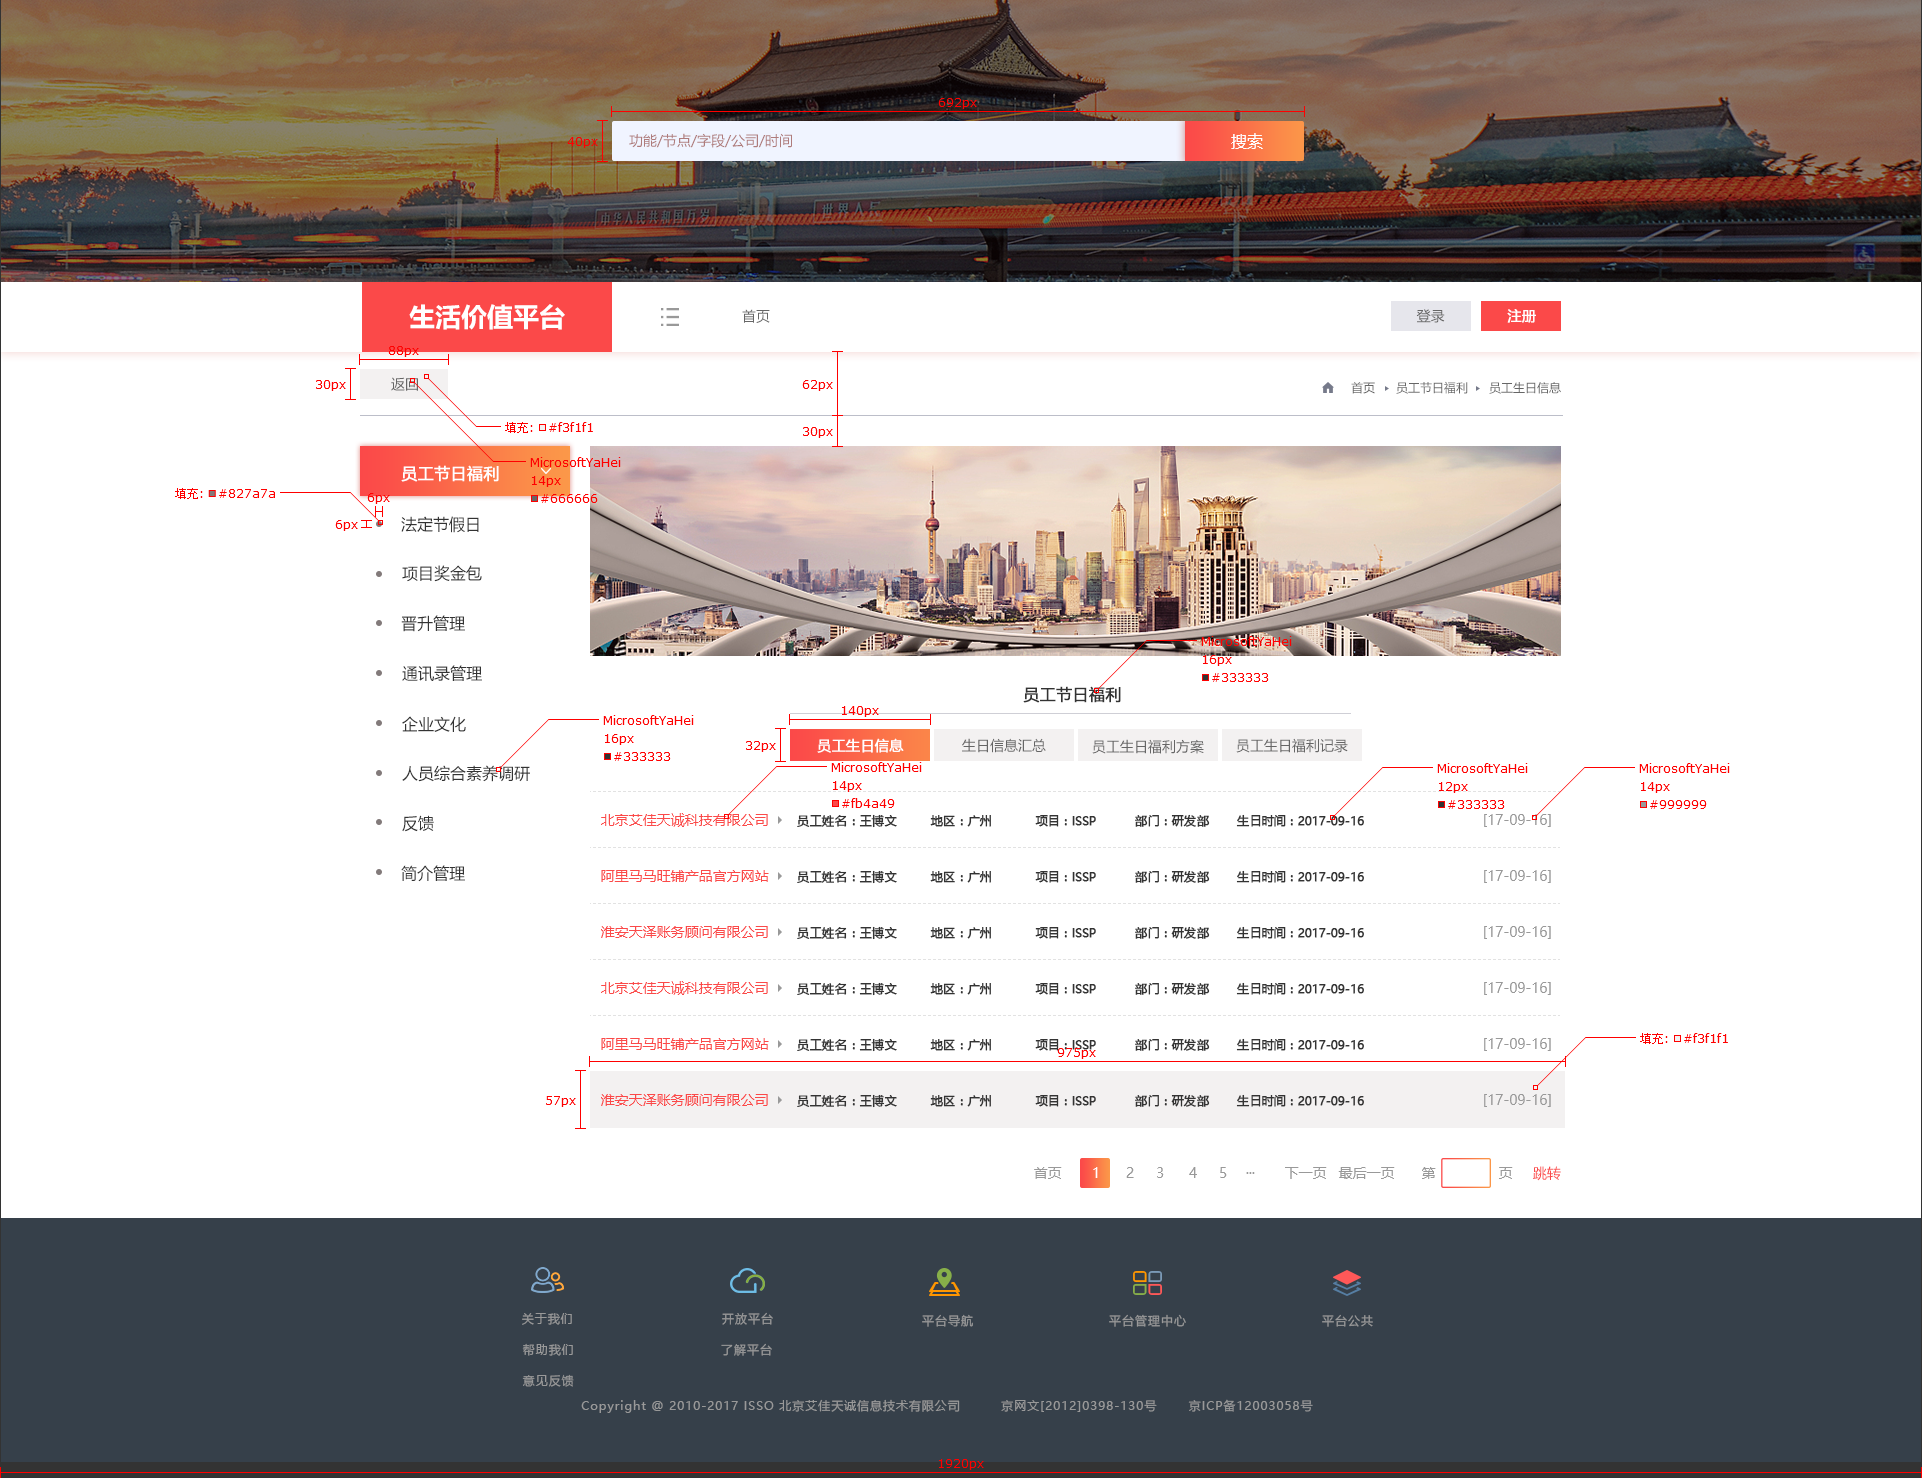 692px
40px
功能/节点/字段/公司/时间
搜索
中华人民共和国万岁
世界人民
生活价值平台
首页
登录
注册
88px
30px
返回
62px
首页
员工节日福利
员工生日信息
填充: #f3f1f1
30px
员工节日福利
MicrosoftYaHei
14px
#666666
填充: #827a7a
6px
6px
法定节假日
项目奖金包
晋升管理
通讯录管理
企业文化
人员综合素养调研
反馈
简介管理
MicrosoftYaHei
16px
#333333
MicrosoftYaHei
16px
#333333
员工节日福利
140px
32px
员工生日信息
生日信息汇总
员工生日福利方案
员工生日福利记录
MicrosoftYaHei
14px
#fb4a49
MicrosoftYaHei
12px
#333333
MicrosoftYaHei
14px
#999999
北京艾佳天诚科技有限公司 员工姓名：王博文 地区：广州 项目：ISSP 部门：研发部 生日时间：2017-09-16 [17-09-16]
阿里马马旺铺产品官方网站 员工姓名：王博文 地区：广州 项目：ISSP 部门：研发部 生日时间：2017-09-16 [17-09-16]
淮安天泽账务顾问有限公司 员工姓名：王博文 地区：广州 项目：ISSP 部门：研发部 生日时间：2017-09-16 [17-09-16]
北京艾佳天诚科技有限公司 员工姓名：王博文 地区：广州 项目：ISSP 部门：研发部 生日时间：2017-09-16 [17-09-16]
阿里马马旺铺产品官方网站 员工姓名：王博文 地区：广州 项目：ISSP 部门：研发部 生日时间：2017-09-16 [17-09-16]
填充: #f3f1f1
975px
57px
淮安天泽账务顾问有限公司 员工姓名：王博文 地区：广州 项目：ISSP 部门：研发部 生日时间：2017-09-16 [17-09-16]
首页 1 2 3 4 5 ... 下一页 最后一页 第 页 跳转
关于我们
帮助我们
意见反馈
开放平台
了解平台
平台导航
平台管理中心
平台公共
Copyright @ 2010-2017 ISSO 北京艾佳天诚信息技术有限公司 京网文[2012]0398-130号 京ICP备12003058号
1920px